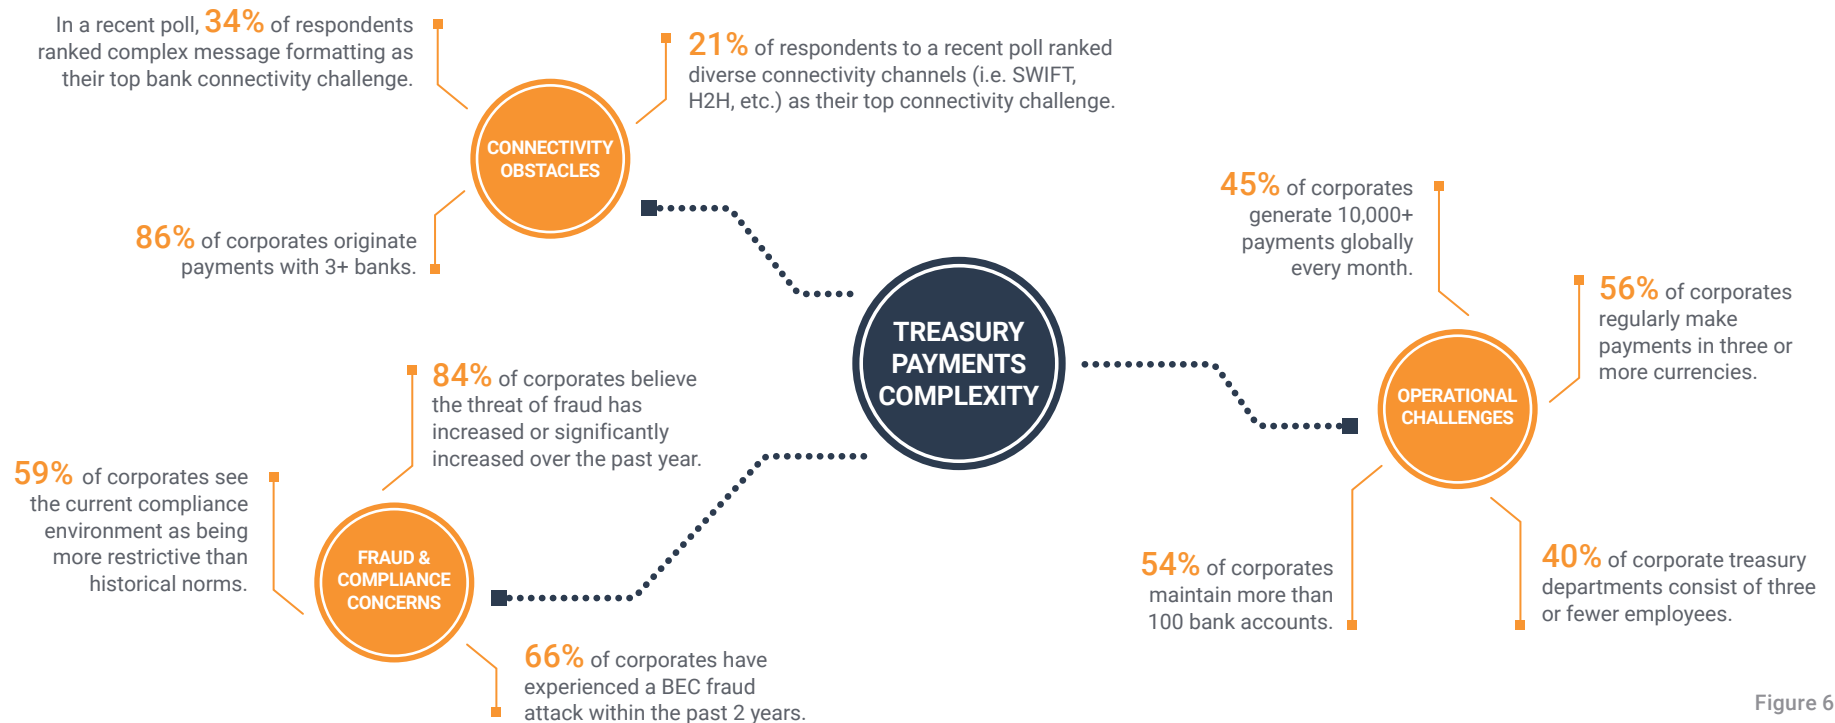 In a recent poll, 34% of respondents
ranked complex message formatting as
their top bank connectivity challenge.
21% of respondents to a recent poll ranked
diverse connectivity channels (i.e. SWIFT,
H2H, etc.) as their top connectivity challenge.
CONNECTIVITY
OBSTACLES
86% of corporates originate
payments with 3+ banks.
TREASURY
PAYMENTS
COMPLEXITY
45% of corporates
generate 10,000+
payments globally
every month.
56% of corporates
regularly make
payments in three or
more currencies.
OPERATIONAL
CHALLENGES
54% of corporates
maintain more than
100 bank accounts.
40% of corporate treasury
departments consist of three
or fewer employees.
84% of corporates believe
the threat of fraud has
increased or significantly
increased over the past year.
59% of corporates see
the current compliance
environment as being
more restrictive than
historical norms.
FRAUD &
COMPLIANCE
CONCERNS
66% of corporates have
experienced a BEC fraud
attack within the past 2 years.
Figure 6